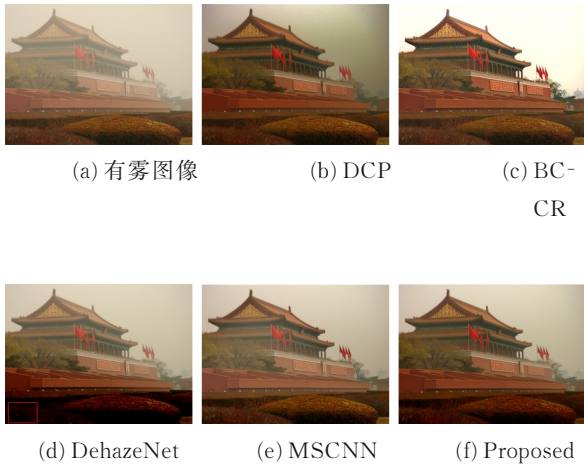 (a) 有雾图像 (b) DCP (c) BC-
CR
(d) DehazeNet (e) MSCNN (f) Proposed